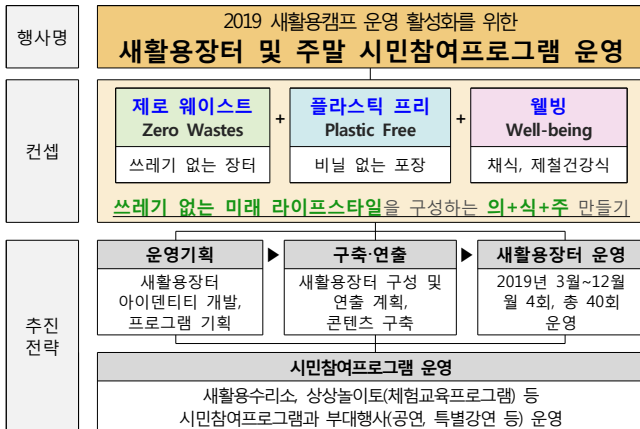 행사명
2019 새활용캠프 운영 활성화를 위한
새활용장터 및 주말 시민참여프로그램 운영
컨셉
제로 웨이스트
Zero Wastes
쓰레기 없는 장터
+
플라스틱 프리
Plastic Free
비닐 없는 포장
+
웰빙
Well-being
채식, 제철건강식
쓰레기 없는 미래 라이프스타일을 구성하는 의+식+주 만들기
추진
전략
운영기획
새활용장터
아이덴티티 개발,
프로그램 기획
▶
구축·연출
새활용장터 구성 및
연출 계획,
콘텐츠 구축
▶
새활용장터 운영
2019년 3월~12월
월 4회, 총 40회
운영
시민참여프로그램 운영
새활용수리소, 상상놀이토(체험교육프로그램) 등
시민참여프로그램과 부대행사(공연, 특별강연 등) 운영